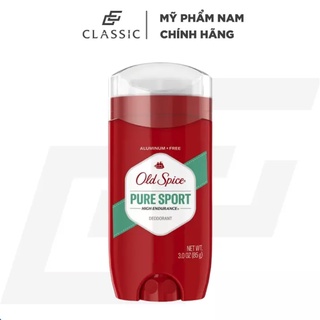 CLASSIC
MỸ PHẨM NAM
CHÍNH HÃNG
ALUMINUM • FREE
Old Spice
PURE SPORT
HIGH ENDURANCE
DEODORANT
NET WT.
3.0 OZ (85 g)